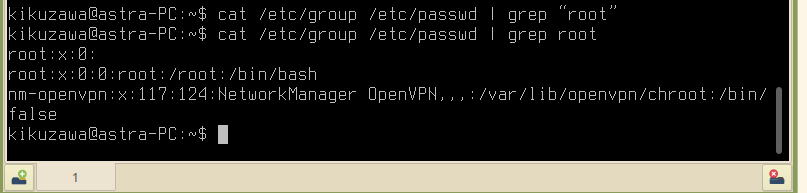 kikuzawa@astra-PC:~$ cat /etc/group /etc/passwd | grep “root”
kikuzawa@astra-PC:~$ cat /etc/group /etc/passwd | grep root
root:x:0:
root:x:0:0:root:/root:/bin/bash
nm-openvpn:x:117:124:NetworkManager OpenVPN,,,:/var/lib/openvpn/chroot:/bin/
false
kikuzawa@astra-PC:~$
1